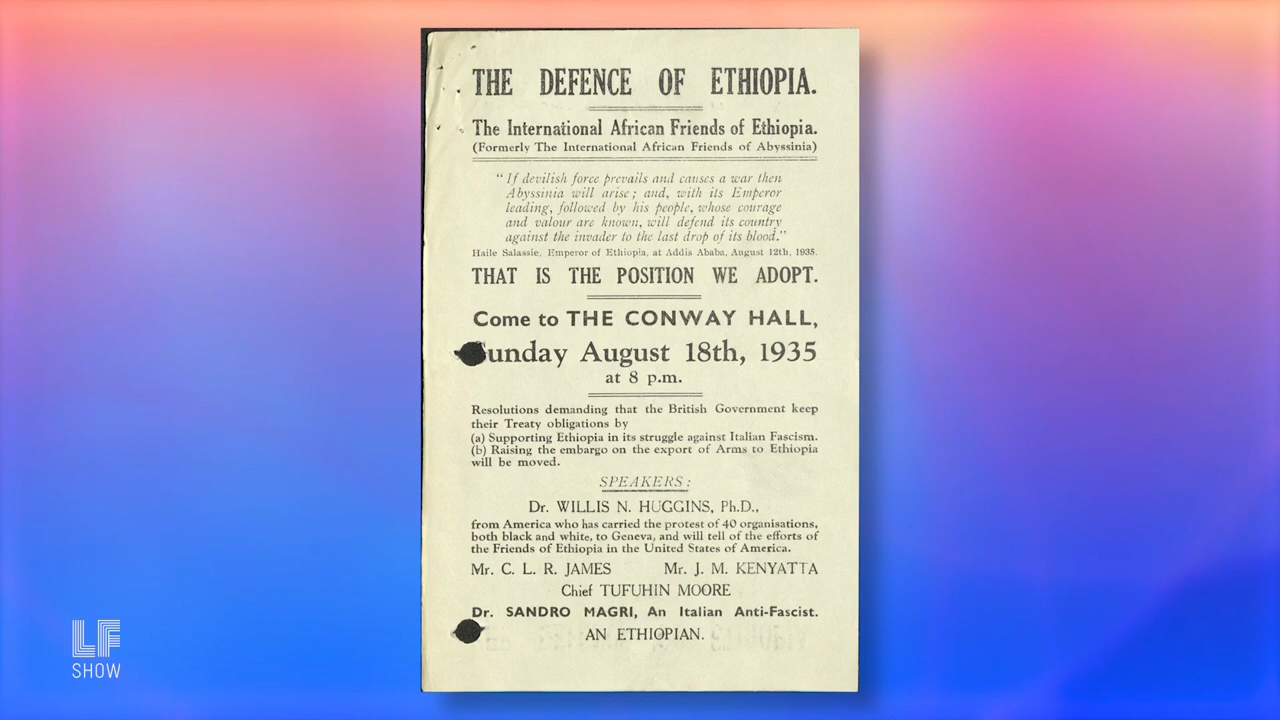 THE DEFENCE OF ETHIOPIA.
The International African Friends of Ethiopia.
(Formerly The International African Friends of Abyssinia)
"If devilish force prevails and causes a war then
Abyssinia will arise; and, with its Emperor
leading, followed by his people, whose courage
and valour are known, will defend its country
against the invader to the last drop of its blood."
Haile Salassie, Emperor of Ethiopia, at Addis Ababa, August 12th, 1935.
THAT IS THE POSITION WE ADOPT.
Come to THE CONWAY HALL,
Sunday August 18th, 1935
at 8 p.m.
Resolutions demanding that the British Government keep
their Treaty obligations by
(a) Supporting Ethiopia in its struggle against Italian Fascism.
(b) Raising the embargo on the export of Arms to Ethiopia
will be moved.
SPEAKERS:
Dr. WILLIS N. HUGGINS, Ph.D.,
from America who has carried the protest of 40 organisations,
both black and white, to Geneva, and will tell of the efforts of
the Friends of Ethiopia in the United States of America.
Mr. C. L. R. JAMES Mr. J. M. KENYATTA
Chief TUFUHIN MOORE
Dr. SANDRO MAGRI, An Italian Anti-Fascist.
AN ETHIOPIAN.
LF
SHOW